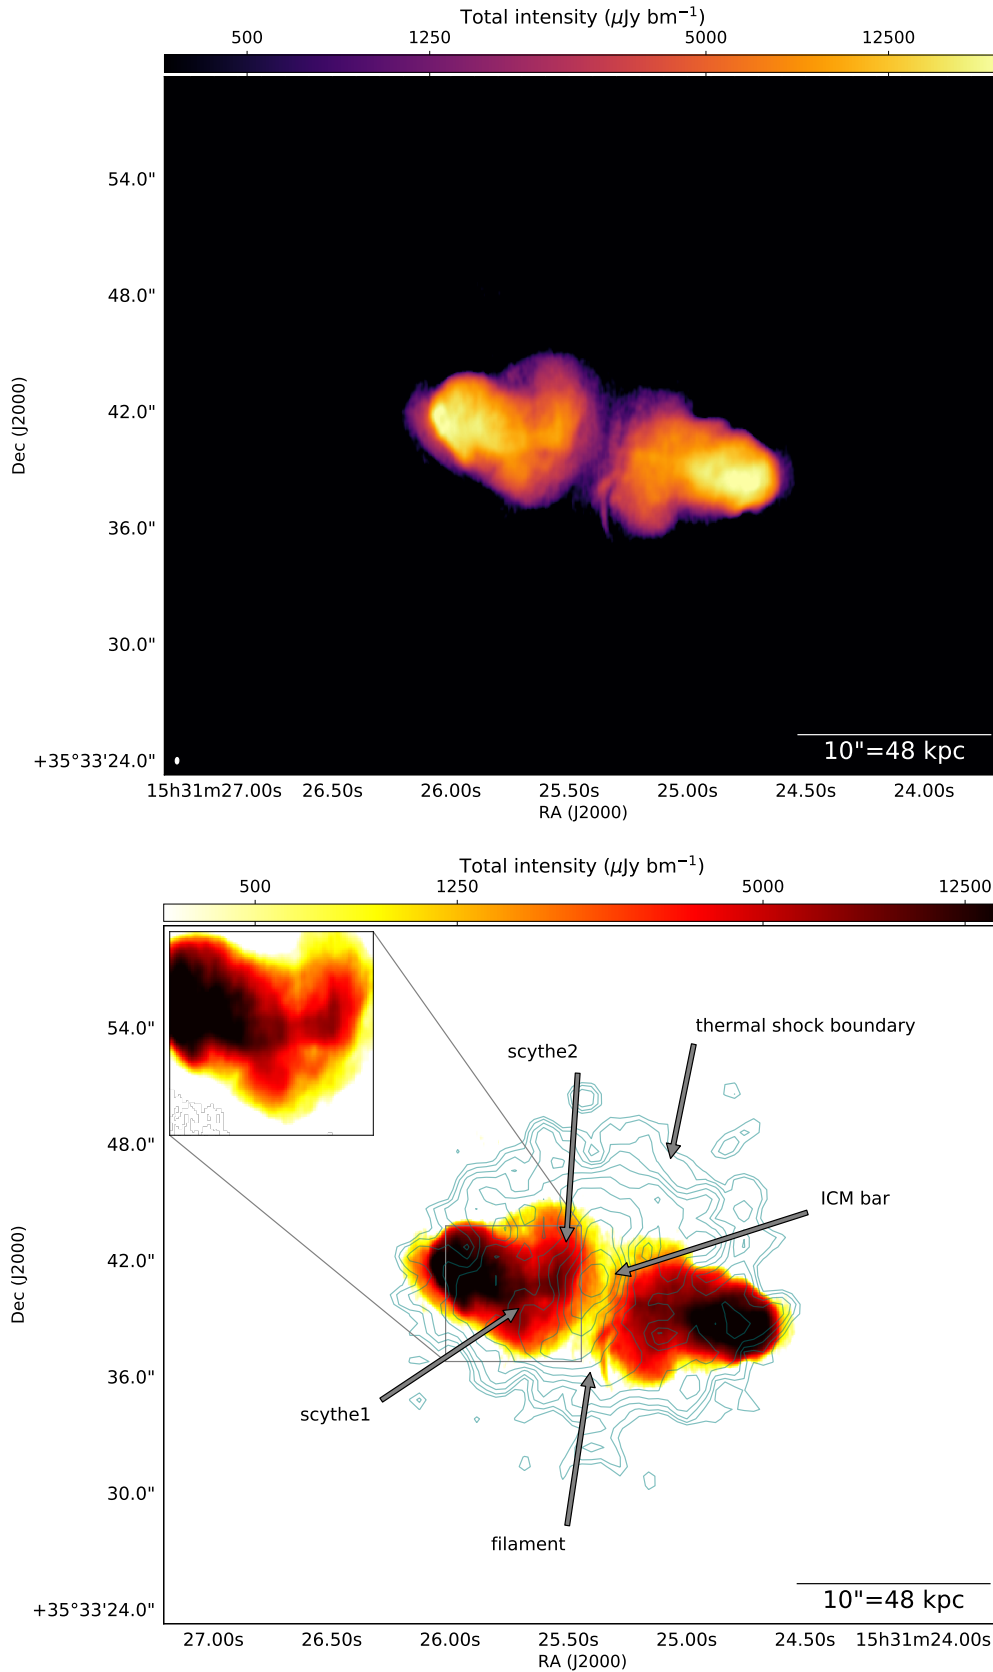 Total intensity (μJy bm⁻¹)
500 1250 5000 12500
54.0"
48.0"
Dec (J2000)
42.0"
36.0"
30.0"
+35°33'24.0"
10"=48 kpc
15h31m27.00s 26.50s 26.00s 25.50s 25.00s 24.50s 24.00s
RA (J2000)
Total intensity (μJy bm⁻¹)
500 1250 5000 12500
54.0"
48.0"
Dec (J2000)
42.0"
36.0"
30.0"
+35°33'24.0"
thermal shock boundary
scythe2
ICM bar
scythe1
filament
10"=48 kpc
27.00s 26.50s 26.00s 25.50s 25.00s 24.50s 15h31m24.00s
RA (J2000)